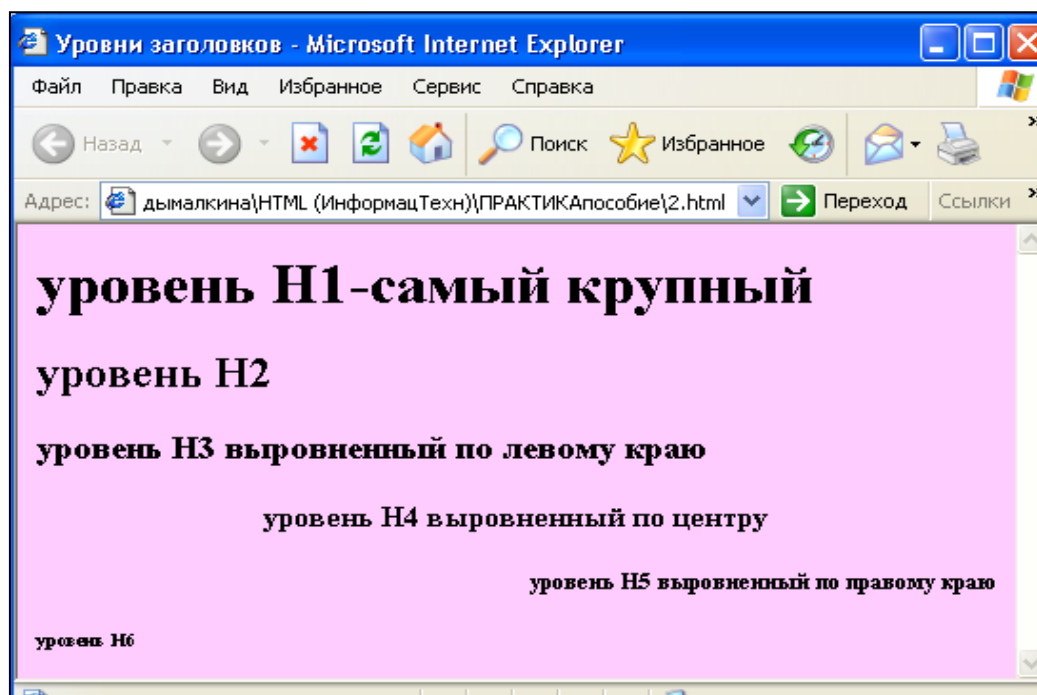 Уровни заголовков - Microsoft Internet Explorer
Файл Правка Вид Избранное Сервис Справка
Назад Поиск Избранное
Адрес: дымалкина\HTML (ИнформацТехн)\ПРАКТИКАпособие\2.html Переход Ссылки
уровень H1-самый крупный
уровень H2
уровень H3 выровненный по левому краю
уровень H4 выровненный по центру
уровень H5 выровненный по правому краю
уровень H6